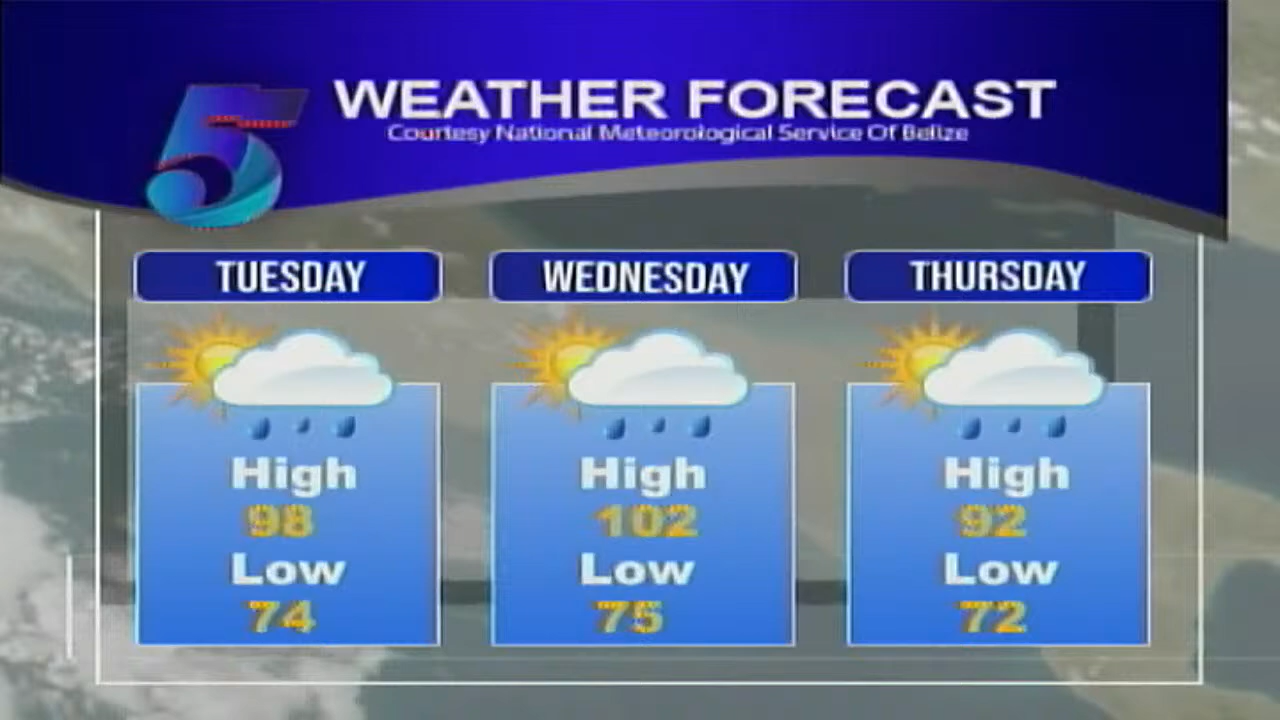 5
WEATHER FORECAST
Courtesy National Meteorological Service Of Belize
TUESDAY
High
98
Low
74
WEDNESDAY
High
102
Low
75
THURSDAY
High
92
Low
72